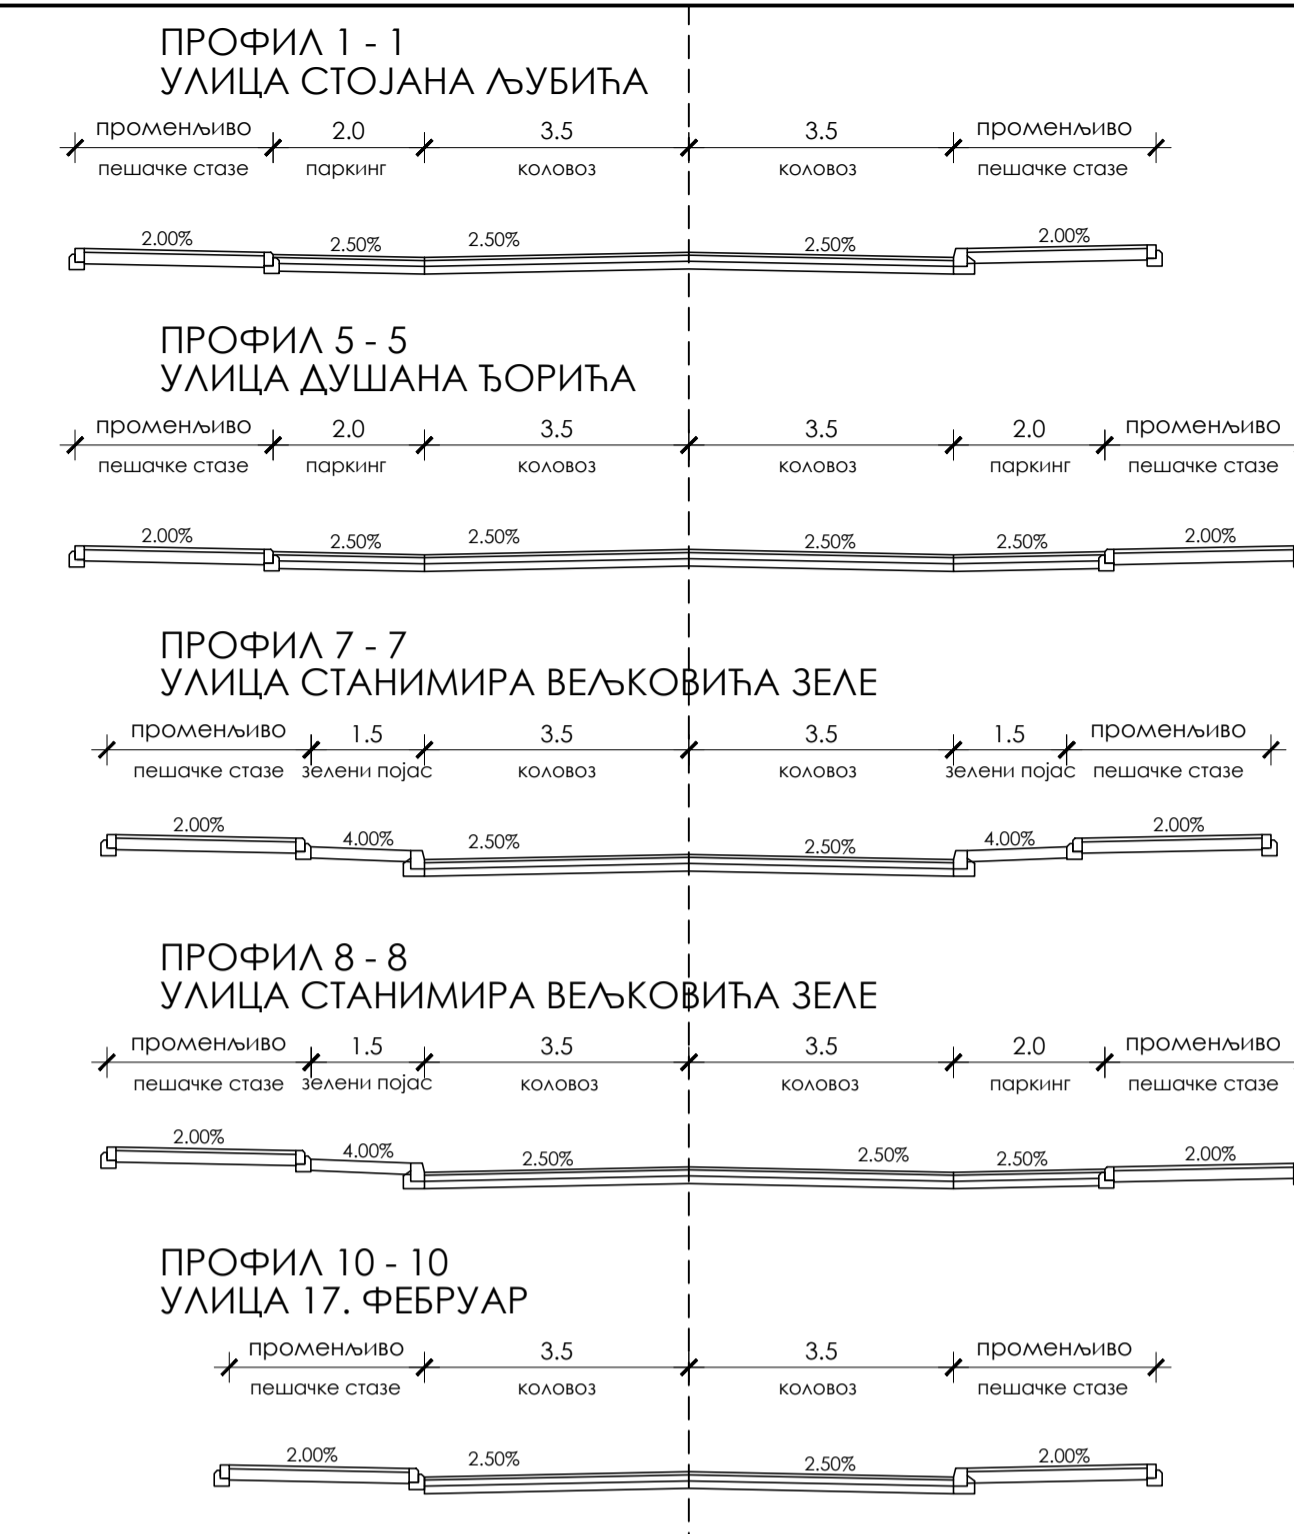 ПРОФИЛ 1 - 1
УЛИЦА СТОЈАНА ЉУБИЋА
променљиво 2.0 3.5 3.5 променљиво
пешачке стазе паркинг коловоз коловоз пешачке стазе
2.00% 2.50% 2.50% 2.50% 2.00%
ПРОФИЛ 5 - 5
УЛИЦА ДУШАНА ЂОРИЋА
променљиво 2.0 3.5 3.5 2.0 променљиво
пешачке стазе паркинг коловоз коловоз паркинг пешачке стазе
2.00% 2.50% 2.50% 2.50% 2.50% 2.00%
ПРОФИЛ 7 - 7
УЛИЦА СТАНИМИРА ВЕЉКОВИЋА ЗЕЛЕ
променљиво 1.5 3.5 3.5 1.5 променљиво
пешачке стазе зелени појас коловоз коловоз зелени појас пешачке стазе
2.00% 4.00% 2.50% 2.50% 4.00% 2.00%
ПРОФИЛ 8 - 8
УЛИЦА СТАНИМИРА ВЕЉКОВИЋА ЗЕЛЕ
променљиво 1.5 3.5 3.5 2.0 променљиво
пешачке стазе зелени појас коловоз коловоз паркинг пешачке стазе
2.00% 4.00% 2.50% 2.50% 2.50% 2.00%
ПРОФИЛ 10 - 10
УЛИЦА 17. ФЕБРУАР
променљиво 3.5 3.5 променљиво
пешачке стазе коловоз коловоз пешачке стазе
2.00% 2.50% 2.50% 2.00%